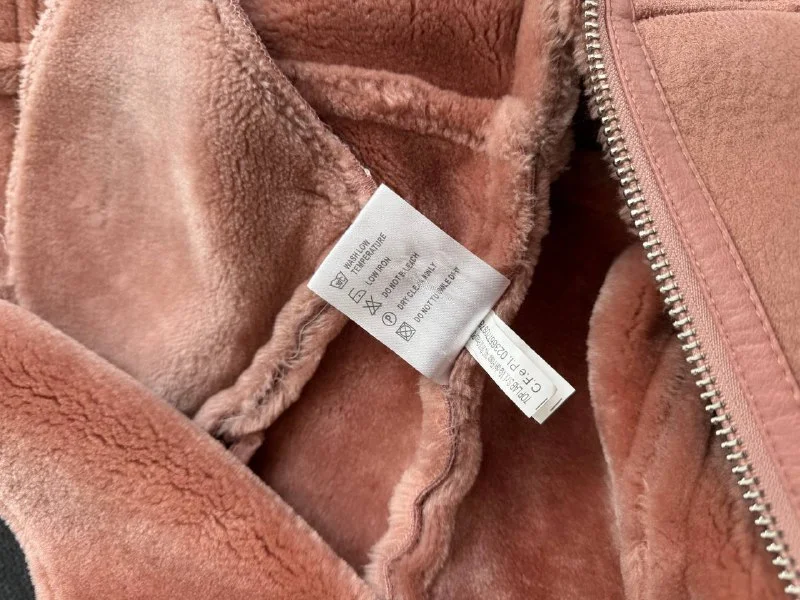 WASH LOW
TEMPERATURE
LOW IRON
DO NOT BLEACH
DRY CLEAN ONLY
P
DO NOT TUMBLE DRY
C.F. e P.I.